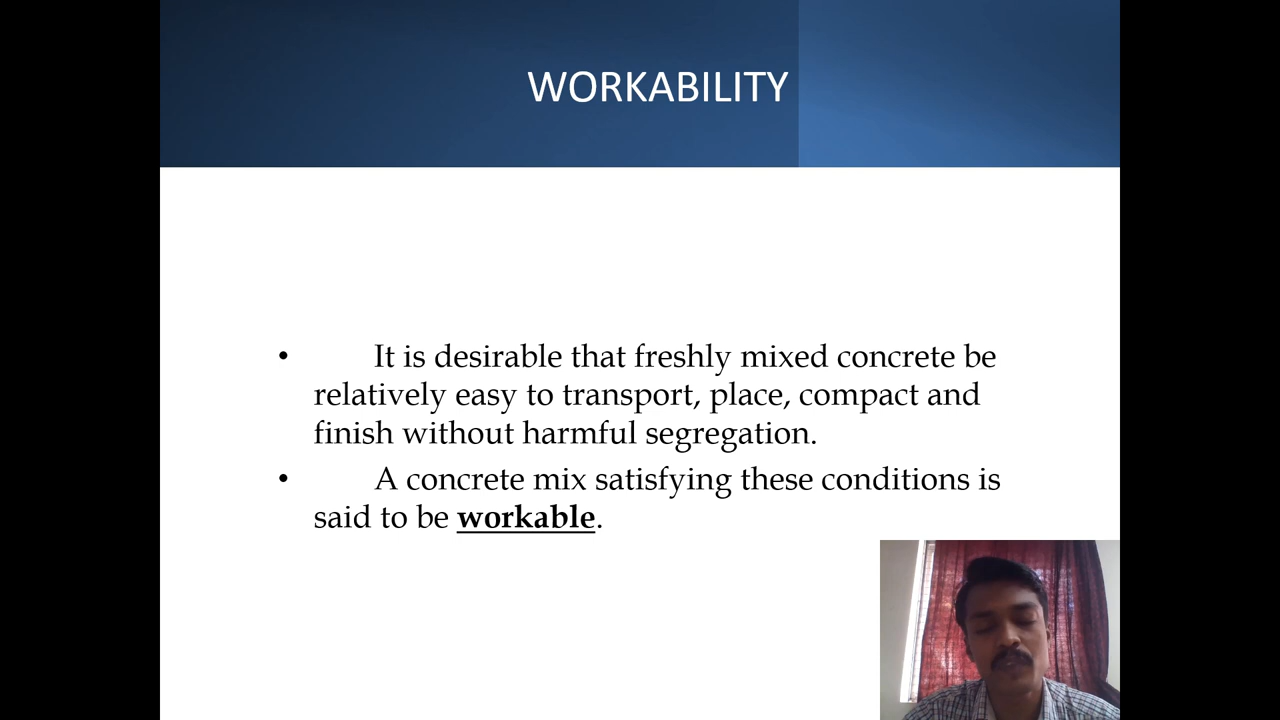 WORKABILITY
• It is desirable that freshly mixed concrete be
relatively easy to transport, place, compact and
finish without harmful segregation.
• A concrete mix satisfying these conditions is
said to be workable.